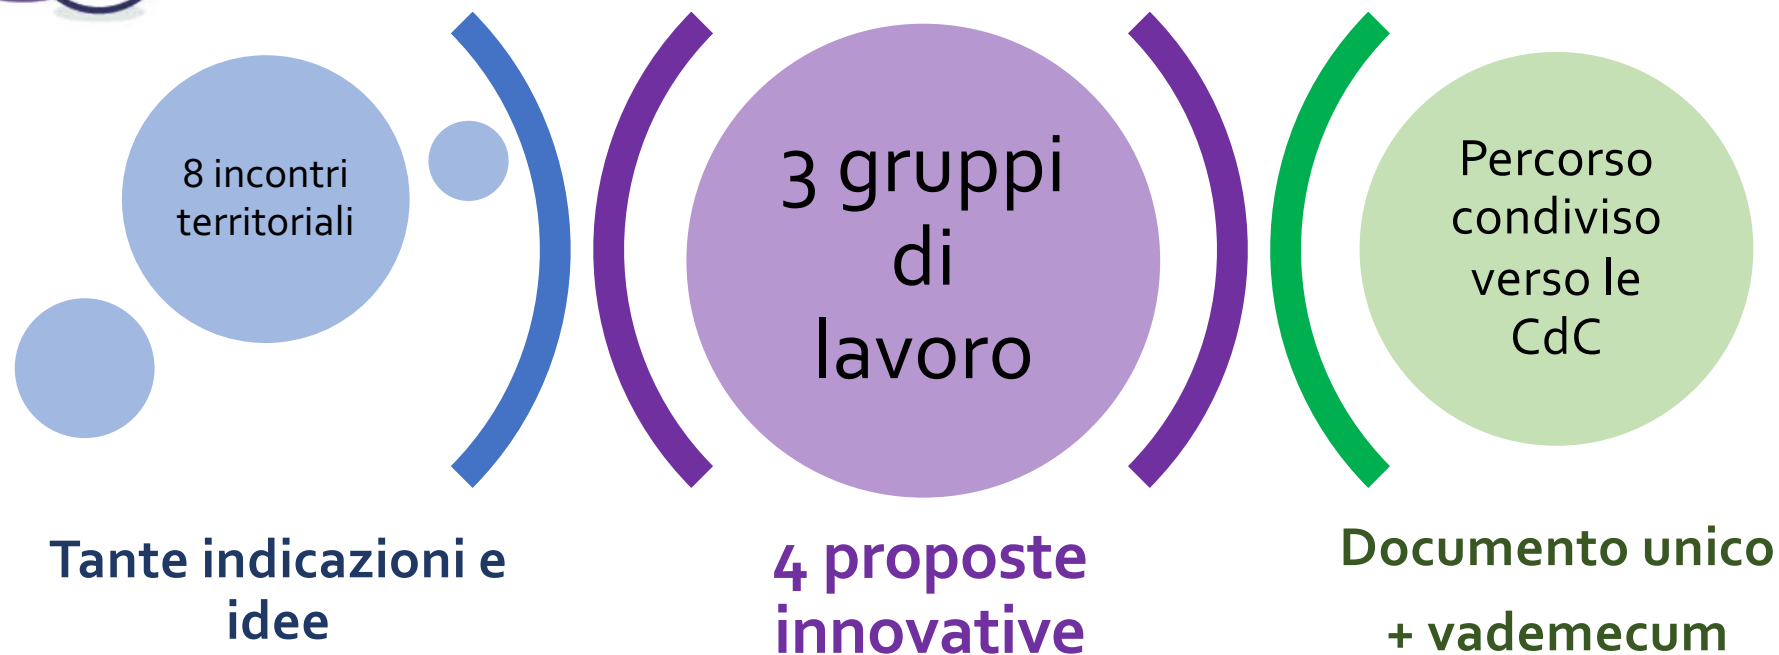 8 incontri
territoriali
Tante indicazioni e
idee
3 gruppi
di
lavoro
4 proposte
innovative
Percorso
condiviso
verso le
CdC
Documento unico
+ vademecum